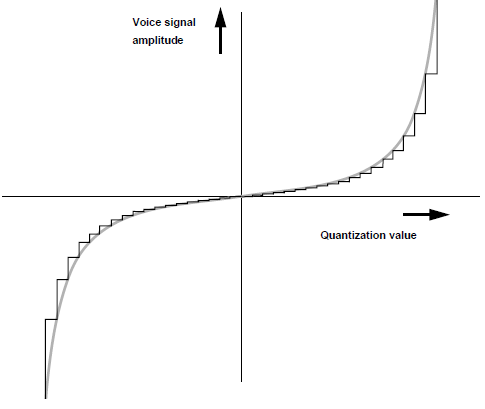 Voice signal
amplitude
Quantization value